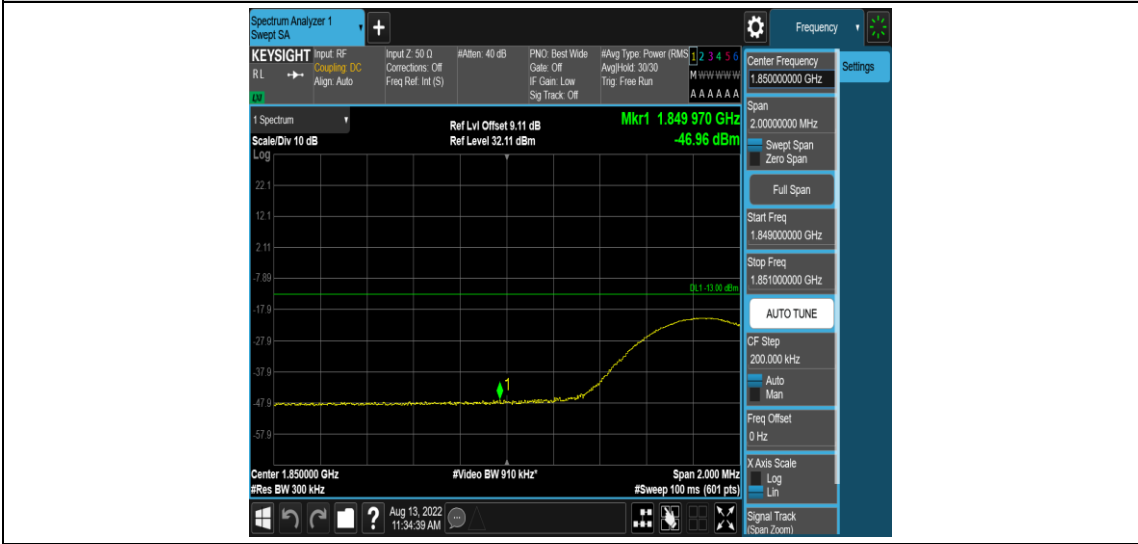 Spectrum Analyzer 1
Swept SA
+
Frequency
KEYSIGHT
RL
LXI
Input: RF
Coupling: DC
Align: Auto
Input Z: 50 Ω
Corrections: Off
Freq Ref: Int (S)
#Atten: 40 dB
PNO: Best Wide
Gate: Off
IF Gain: Low
Sig Track: Off
#Avg Type: Power (RMS
Avg|Hold: 30/30
Trig: Free Run
1 2 3 4 5 6
M W W W W W
A A A A A A
1 Spectrum
Scale/Div 10 dB
Log
Ref Lvl Offset 9.11 dB
Ref Level 32.11 dBm
Mkr1 1.849 970 GHz
-46.96 dBm
22.1
12.1
2.11
-7.89
DL1 -13.00 dBm
-17.9
-27.9
-37.9
1
-47.9
-57.9
Center 1.850000 GHz
#Res BW 300 kHz
#Video BW 910 kHz*
Span 2.000 MHz
#Sweep 100 ms (601 pts)
?
Aug 13, 2022
11:34:39 AM
Center Frequency
1.850000000 GHz
Settings
Span
2.00000000 MHz
Swept Span
Zero Span
Full Span
Start Freq
1.849000000 GHz
Stop Freq
1.851000000 GHz
AUTO TUNE
CF Step
200.000 kHz
Auto
Man
Freq Offset
0 Hz
X Axis Scale
Log
Lin
Signal Track
(Span Zoom)